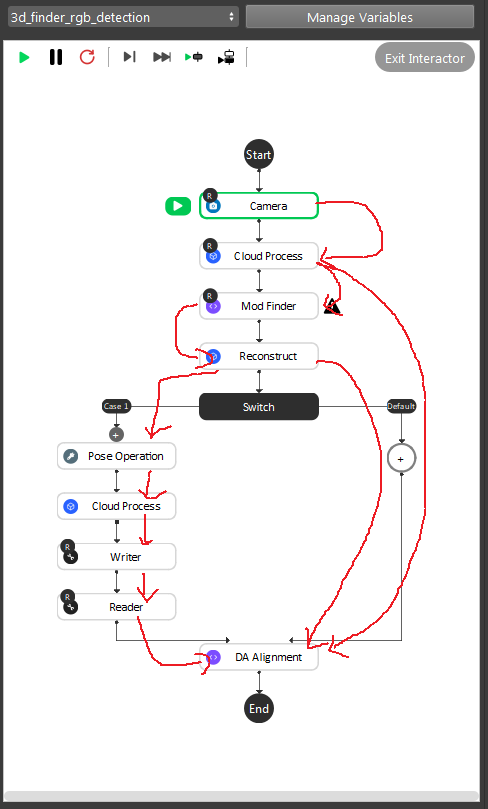 3d_finder_rgb_detection
Manage Variables
Exit Interactor
Start
R
Camera
R
Cloud Process
R
Mod Finder
Reconstruct
Switch
Case 1
Default
+
+
Pose Operation
Cloud Process
R
Writer
R
Reader
DA Alignment
End